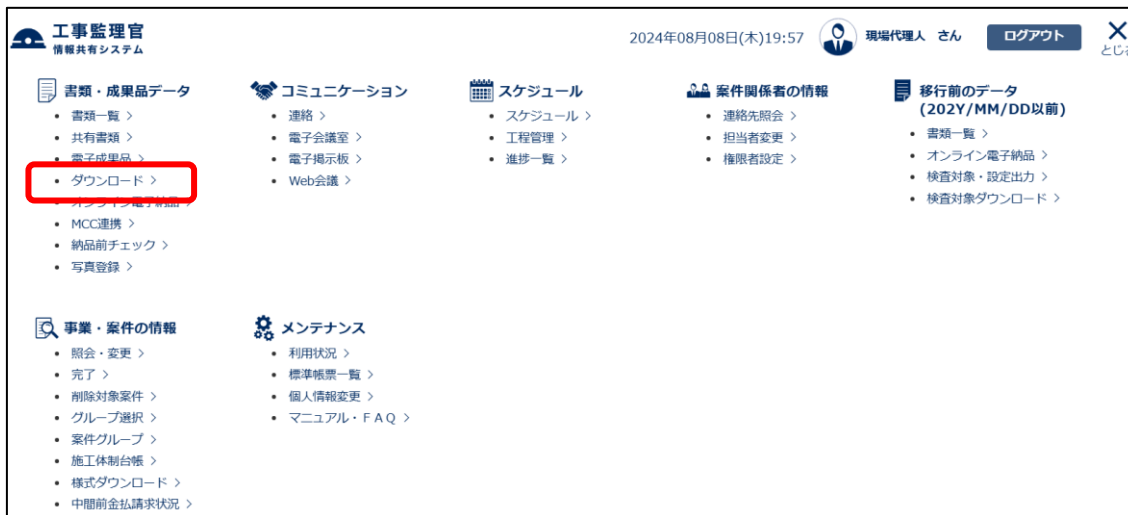 工事監理官
情報共有システム
2024年08月08日(木)19:57
現場代理人 さん
ログアウト
書類・成果品データ
書類一覧
共有書類
電子成果品
ダウンロード
オンライン電子納品
MCC連携
納品前チェック
写真登録
コミュニケーション
連絡
電子会議室
電子掲示板
Web会議
スケジュール
スケジュール
工程管理
進捗一覧
案件関係者の情報
連絡先照会
担当者変更
権限者設定
移行前のデータ
(202Y/MM/DD以前)
書類一覧
オンライン電子納品
検査対象・設定出力
検査対象ダウンロード
事業・案件の情報
照会・変更
完了
削除対象案件
グループ選択
案件グループ
施工体制台帳
様式ダウンロード
中間前金払請求状況
メンテナンス
利用状況
標準帳票一覧
個人情報変更
マニュアル・ＦＡＱ